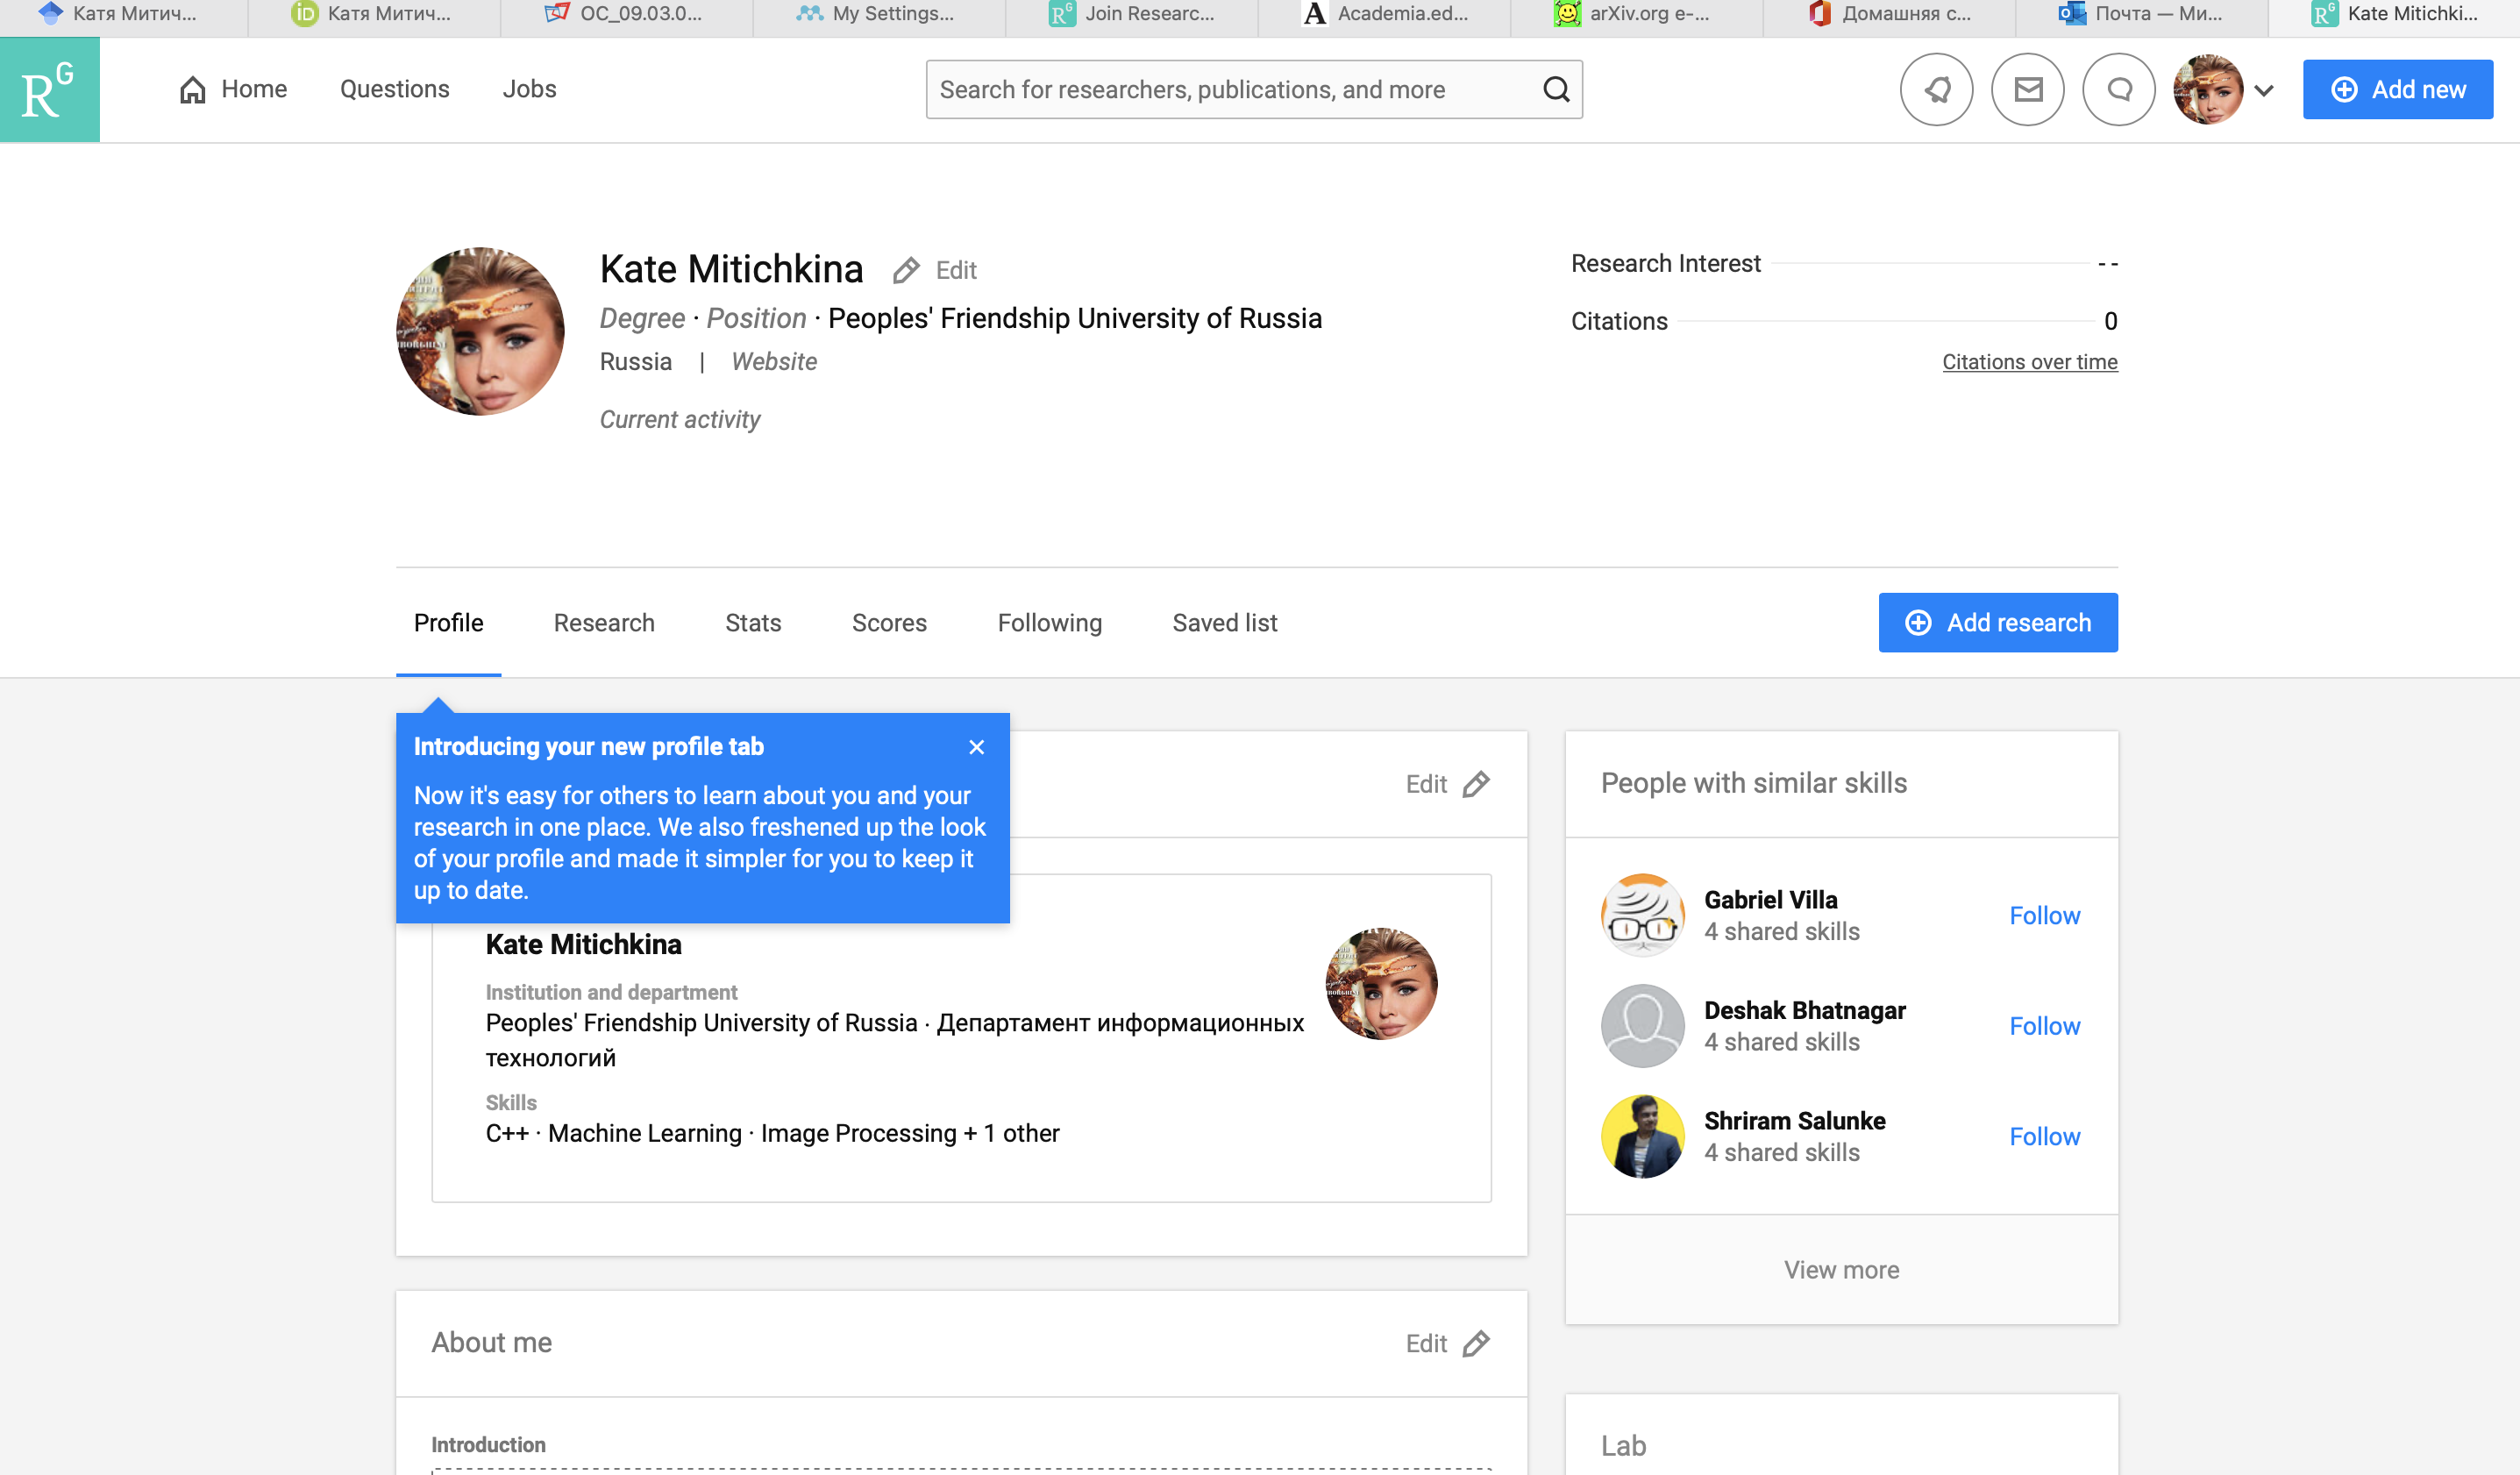 Катя Митич...
Катя Митич...
ОС_09.03.0...
My Settings...
Join Researc...
Academia.ed...
arXiv.org e-...
Домашняя с...
Почта — Ми...
Kate Mitichki...
RG
Home
Questions
Jobs
Search for researchers, publications, and more
Add new
Kate Mitichkina
Edit
Degree · Position · Peoples' Friendship University of Russia
Russia | Website
Current activity
Research Interest - -
Citations 0
Citations over time
Profile
Research
Stats
Scores
Following
Saved list
Add research
Introducing your new profile tab
Now it's easy for others to learn about you and your
research in one place. We also freshened up the look
of your profile and made it simpler for you to keep it
up to date.
Edit
Kate Mitichkina
Institution and department
Peoples' Friendship University of Russia · Департамент информационных
технологий
Skills
C++ · Machine Learning · Image Processing + 1 other
About me
Edit
Introduction
People with similar skills
Gabriel Villa
4 shared skills
Follow
Deshak Bhatnagar
4 shared skills
Follow
Shriram Salunke
4 shared skills
Follow
View more
Lab